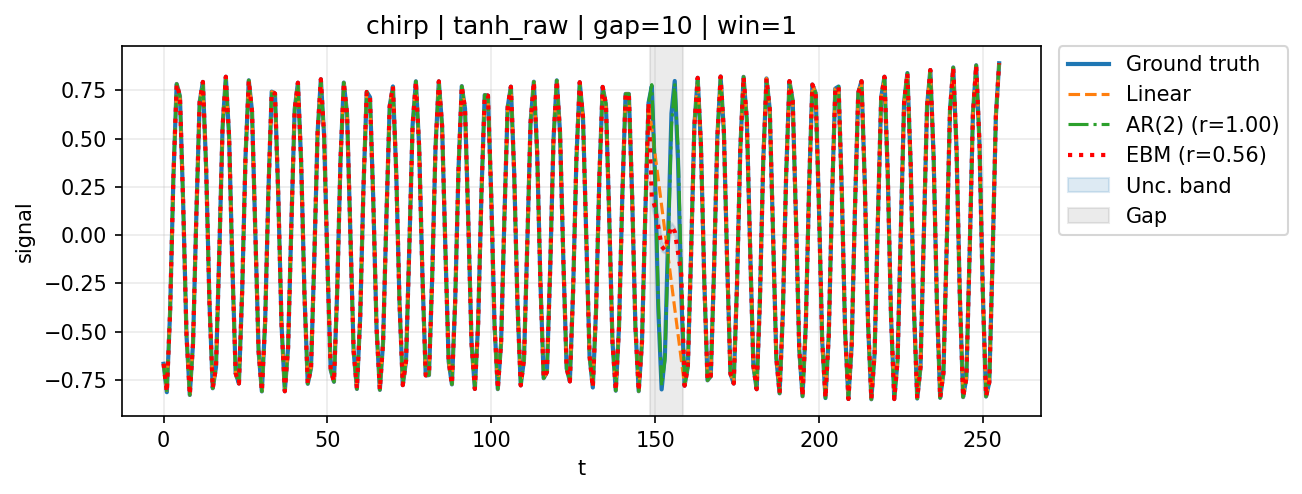 chirp | tanh_raw | gap=10 | win=1
Ground truth
Linear
AR(2) (r=1.00)
EBM (r=0.56)
Unc. band
Gap
signal
0.75
0.50
0.25
0.00
−0.25
−0.50
−0.75
0 50 100 150 200 250
t